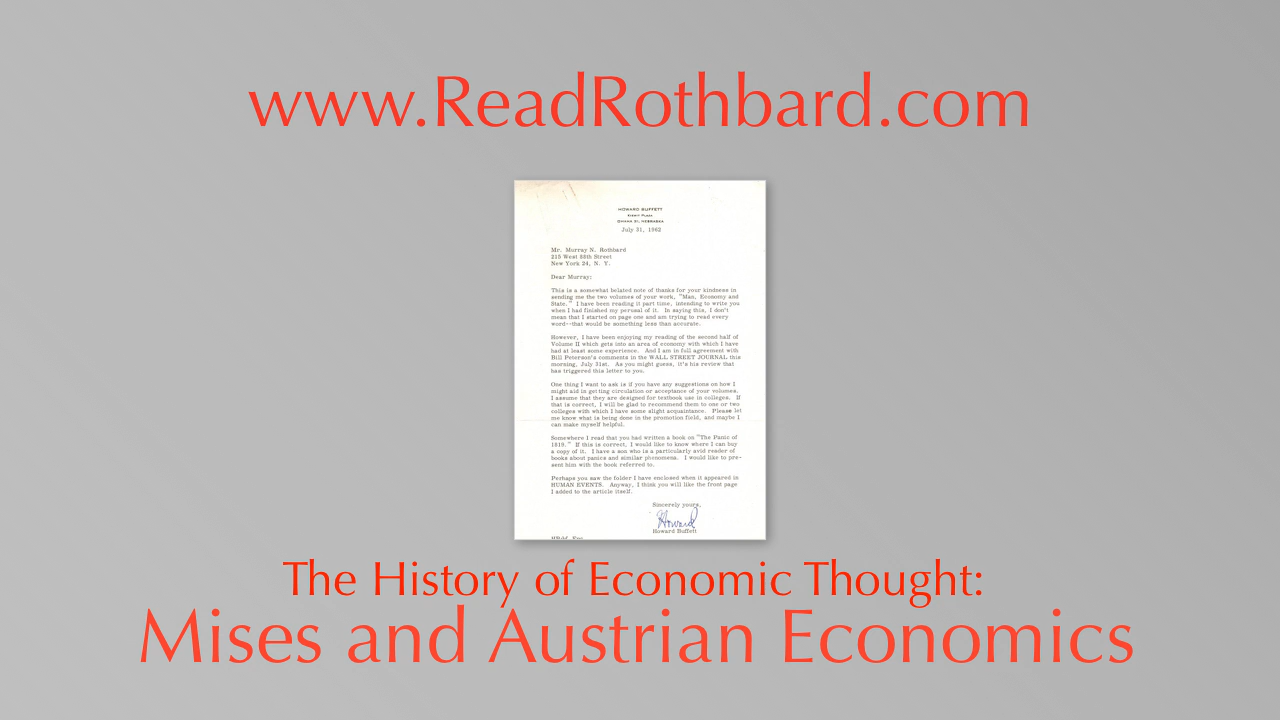 www.ReadRothbard.com
HOWARD BUFFETT
KIEWIT PLAZA
OMAHA 31, NEBRASKA
July 31, 1962
Mr. Murray N. Rothbard
215 West 88th Street
New York 24, N. Y.
Dear Murray:
This is a somewhat belated note of thanks for your kindness in
sending me the two volumes of your work, "Man, Economy and
State." I have been reading it part time, intending to write you
when I had finished my perusal of it. In saying this, I don't
mean that I started on page one and am trying to read every
word--that would be something less than accurate.
However, I have been enjoying my reading of the second half of
Volume II which gets into an area of economy with which I have
had at least some experience. And I am in full agreement with
Bill Peterson's comments in the WALL STREET JOURNAL this
morning, July 31st. As you might guess, it's his review that
has triggered this letter to you.
One thing I want to ask is if you have any suggestions on how I
might aid in getting circulation or acceptance of your volumes.
I assume that they are designed for textbook use in colleges. If
that is correct, I will be glad to recommend them to one or two
colleges with which I have some slight acquaintance. Please let
me know what is being done in the promotion field, and maybe I
can make myself helpful.
Somewhere I read that you had written a book on "The Panic of
1819." If this is correct, I would like to know where I can buy
a copy of it. I have a son who is a particularly avid reader of
books about panics and similar phenomena. I would like to pre-
sent him with the book referred to.
Perhaps you saw the folder I have enclosed when it appeared in
HUMAN EVENTS. Anyway, I think you will like the front page
I added to the article itself.
Sincerely yours,
Howard
Howard Buffett
The History of Economic Thought:
Mises and Austrian Economics